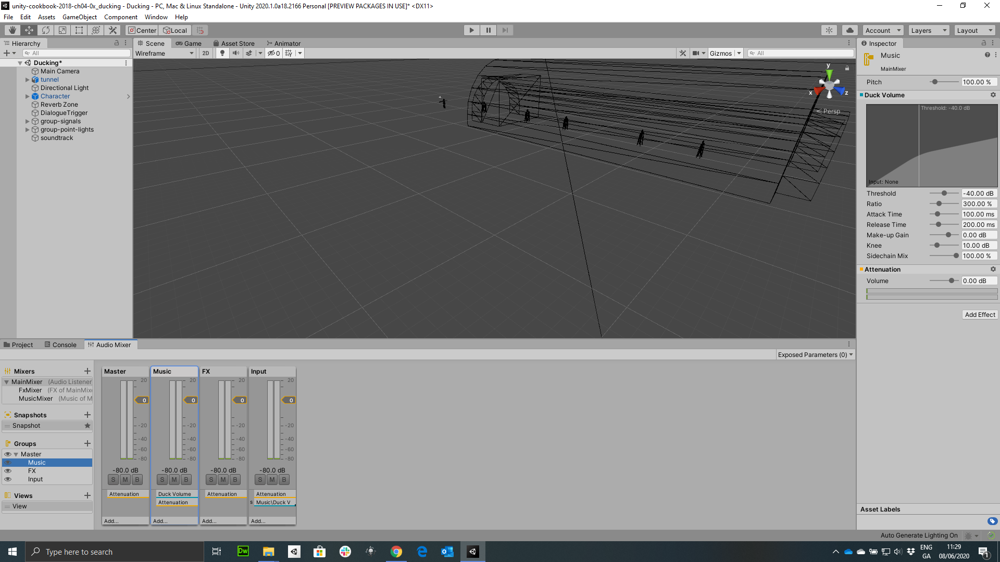 unity-cookbook-2018-ch04-0x_ducking - Ducking - PC, Mac & Linux Standalone - Unity 2020.1.0a18.2166 Personal [PREVIEW PACKAGES IN USE]* <DX11>
File Edit Assets GameObject Component Window Help
Center Local Account Layers Layout
Hierarchy
All
Ducking*
Main Camera
tunnel
Directional Light
Character
Reverb Zone
DialogueTrigger
group-signals
group-point-lights
soundtrack
Scene Game Asset Store Animator
Wireframe 2D 0 Gizmos All
y
x
z
Persp
Inspector
Music
MainMixer
Pitch 100.00 %
Duck Volume
Threshold: -40.0 dB
Input: None
Threshold -40.00 dB
Ratio 300.00 %
Attack Time 100.00 ms
Release Time 200.00 ms
Make-up Gain 0.00 dB
Knee 10.00 dB
Sidechain Mix 100.00 %
Attenuation
Volume 0.00 dB
Add Effect
Asset Labels
Project Console Audio Mixer
Exposed Parameters (0)
Mixers
MainMixer (Audio Listener
FxMixer (FX of MainMix
MusicMixer (Music of M
Snapshots
Snapshot
Groups
Master
Music
FX
Input
Views
View
Master
20
0
-20
-40
-60
-80
-80.0 dB
S M B
Attenuation
Add...
Music
20
0
-20
-40
-60
-80
-80.0 dB
S M B
Duck Volume
Attenuation
Add...
FX
20
0
-20
-40
-60
-80
-80.0 dB
S M B
Attenuation
Add...
Input
20
0
-20
-40
-60
-80
-80.0 dB
S M B
Attenuation
s Music\Duck V
Add...
Auto Generate Lighting On
Type here to search
Dw
ENG
GA
11:29
08/06/2020
1